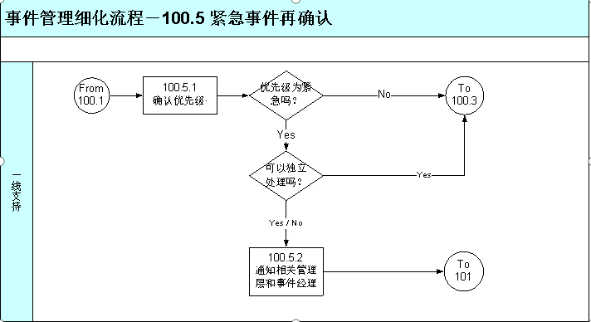 事件管理细化流程－100.5 紧急事件再确认
一线支持
From
100.1
100.5.1
确认优先级
优先级为紧
急吗？
No
To
100.3
Yes
可以独立
处理吗？
Yes
Yes / No
100.5.2
通知相关管理
层和事件经理
To
101